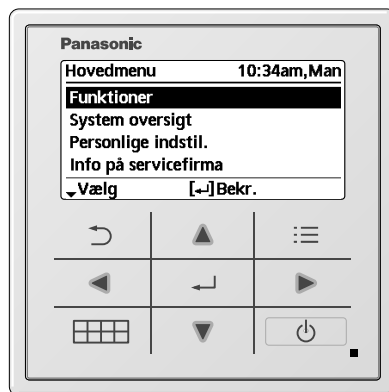 Panasonic
Hovedmenu 10:34am,Man
Funktioner
System oversigt
Personlige indstil.
Info på servicefirma
Vælg [↵]Bekr.